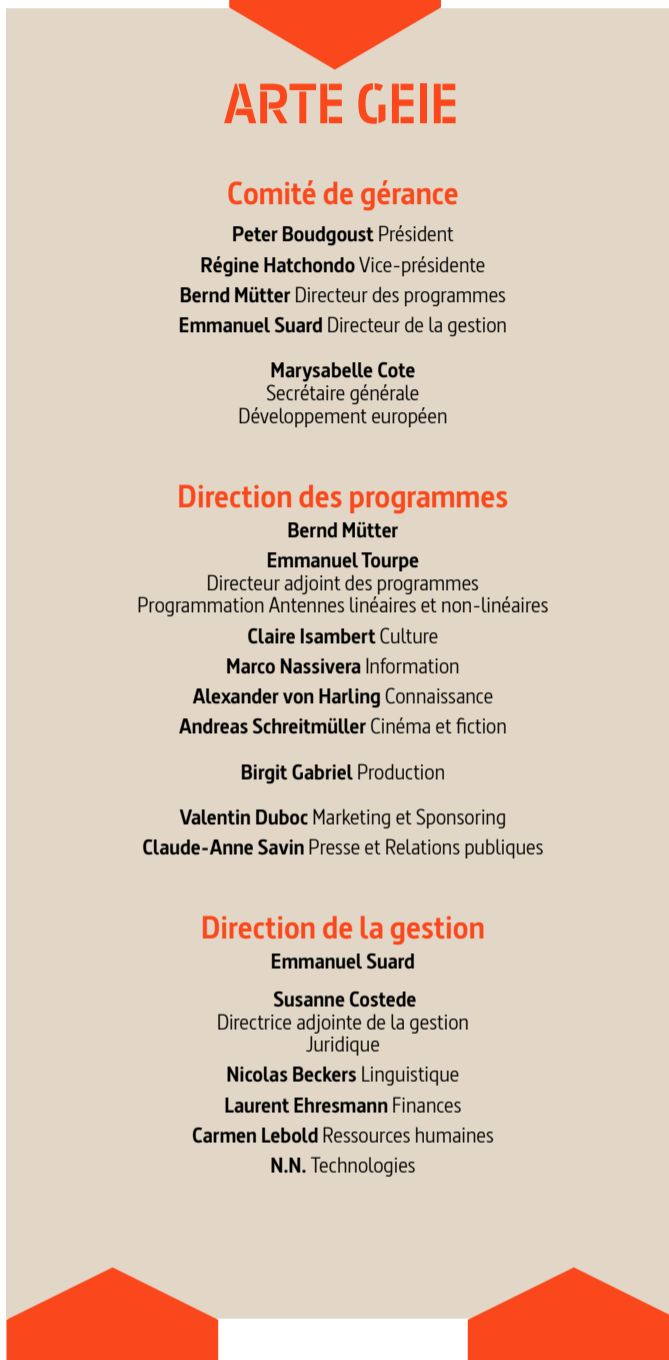 ARTE GEIE
Comité de gérance
Peter Boudgoust Président
Régine Hatchondo Vice-présidente
Bernd Mütter Directeur des programmes
Emmanuel Suard Directeur de la gestion
Marysabelle Cote
Secrétaire générale
Développement européen
Direction des programmes
Bernd Mütter
Emmanuel Tourpe
Directeur adjoint des programmes
Programmation Antennes linéaires et non-linéaires
Claire Isambert Culture
Marco Nassivera Information
Alexander von Harling Connaissance
Andreas Schreitmüller Cinéma et fiction
Birgit Gabriel Production
Valentin Duboc Marketing et Sponsoring
Claude-Anne Savin Presse et Relations publiques
Direction de la gestion
Emmanuel Suard
Susanne Costede
Directrice adjointe de la gestion
Juridique
Nicolas Beckers Linguistique
Laurent Ehresmann Finances
Carmen Lebold Ressources humaines
N.N. Technologies